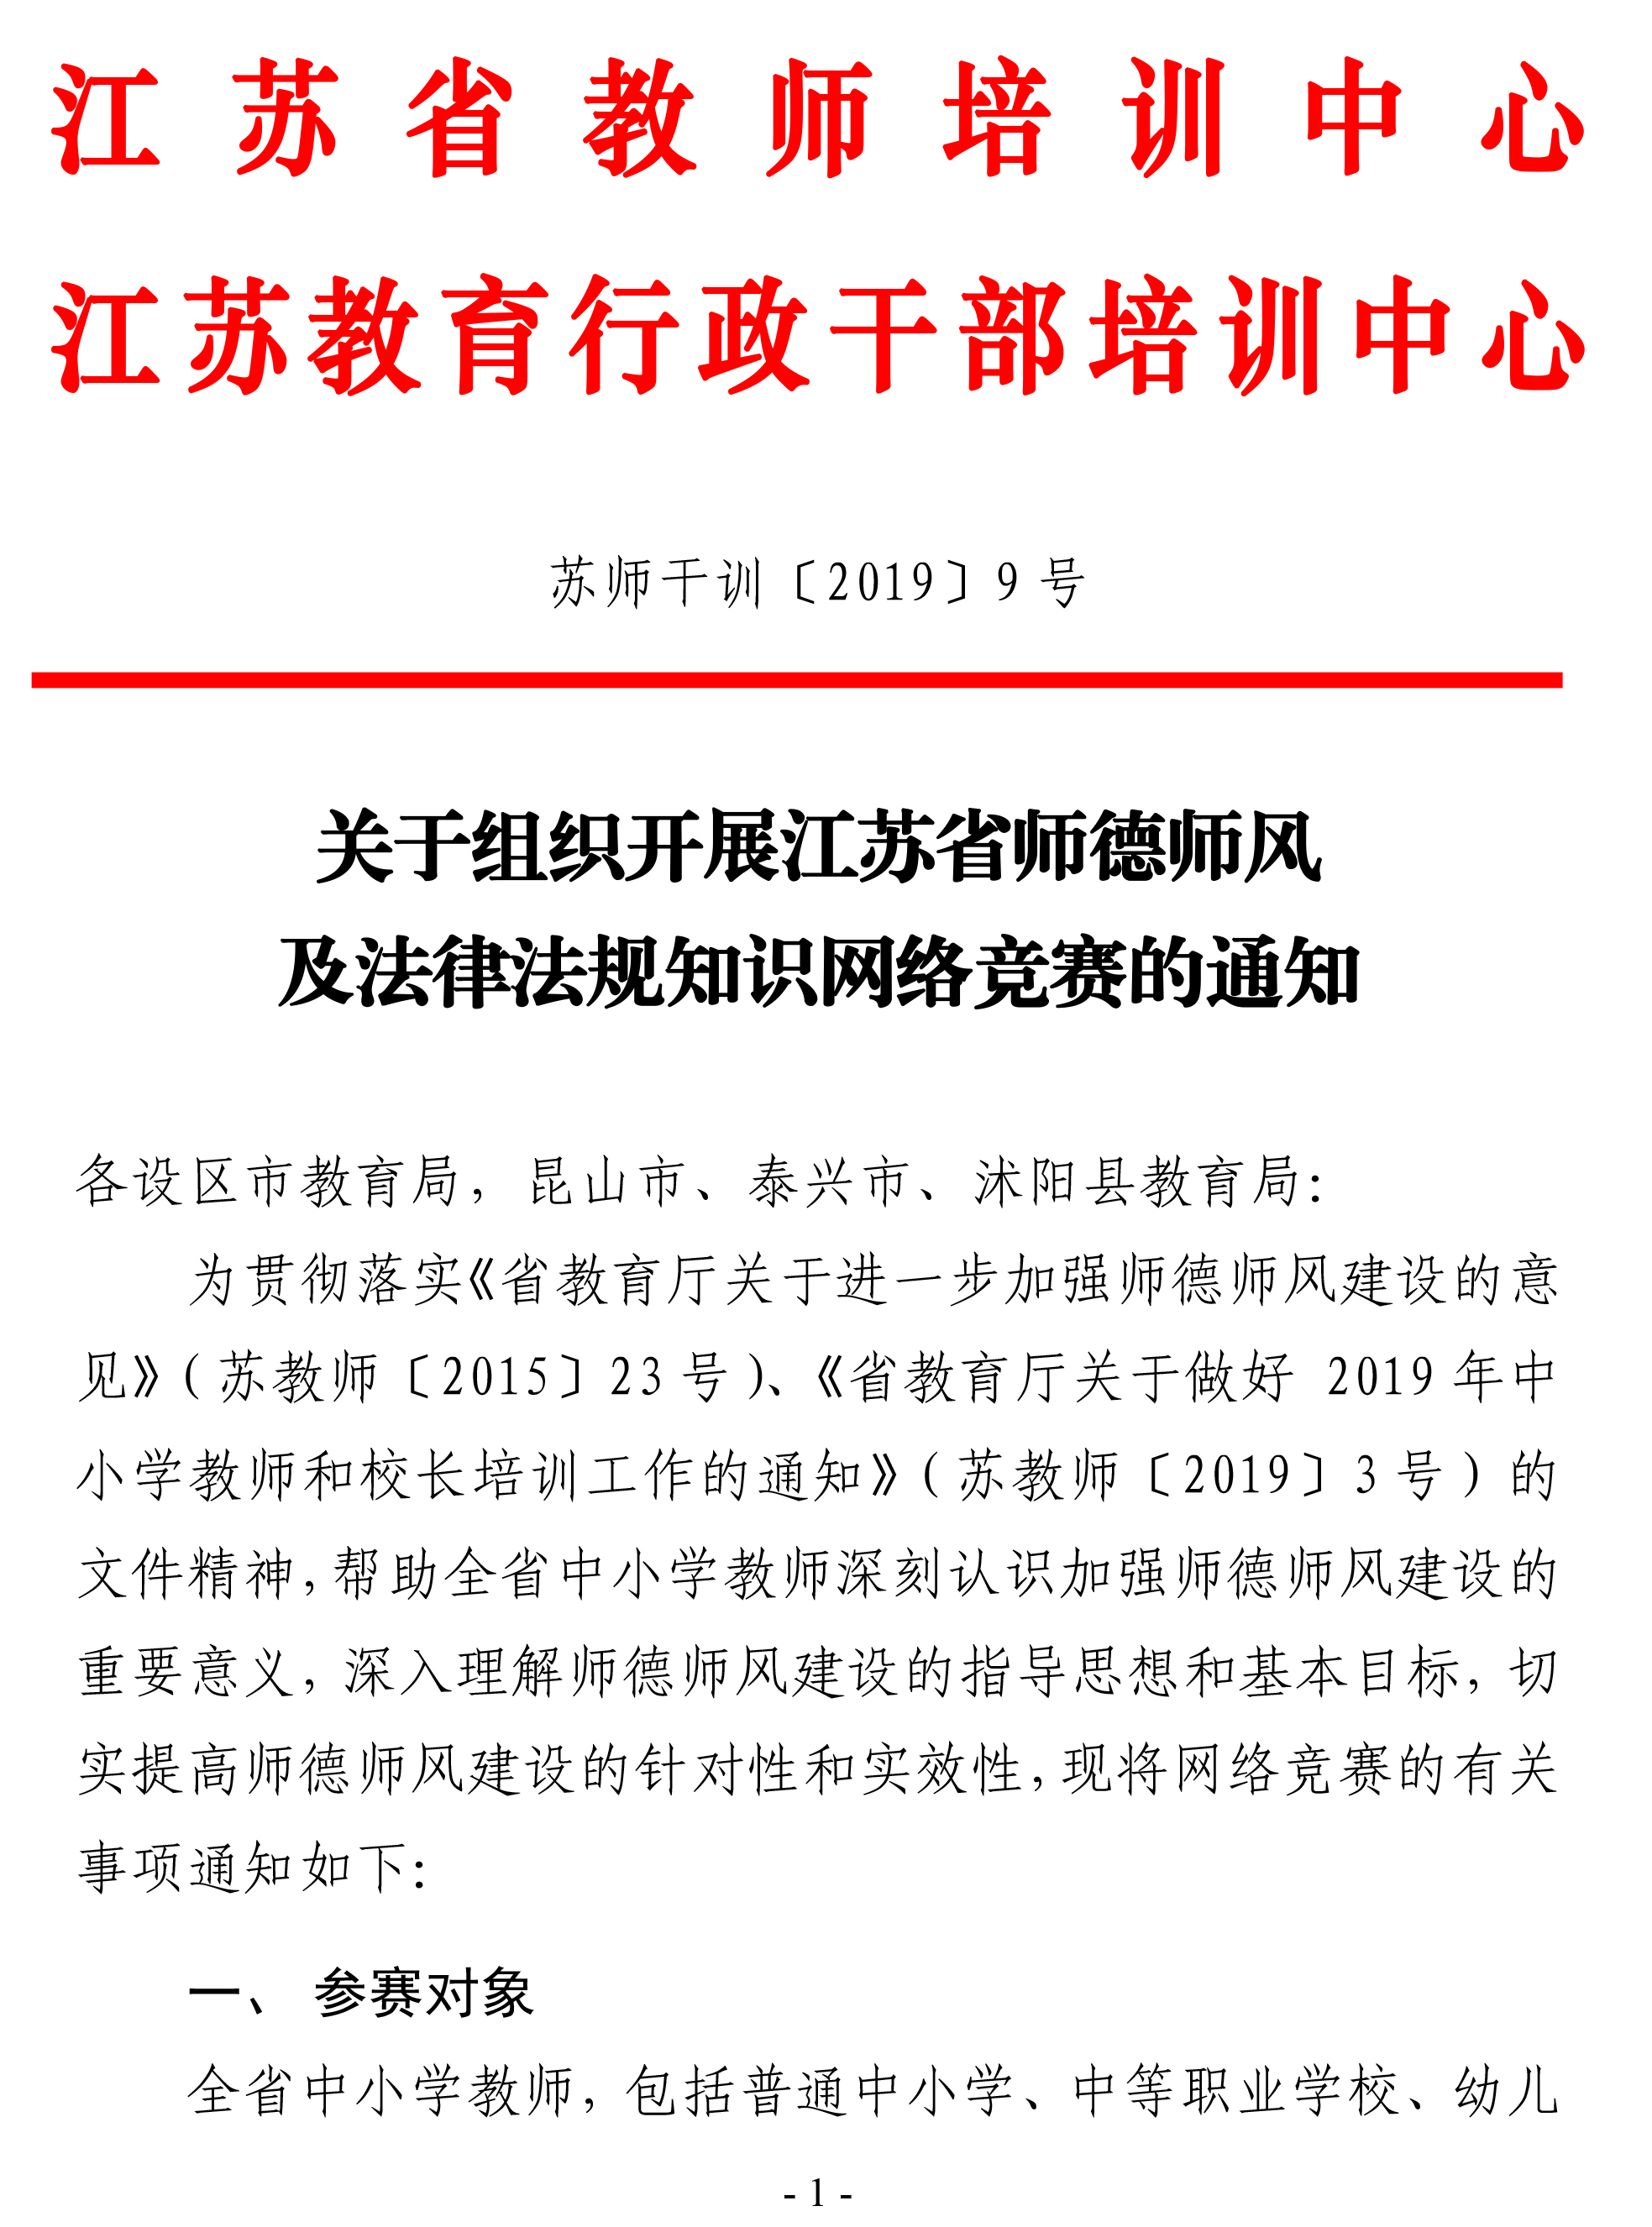 江苏省教师培训中心
江苏教育行政干部培训中心
苏师干训〔2019〕9 号
关于组织开展江苏省师德师风
及法律法规知识网络竞赛的通知
各设区市教育局，昆山市、泰兴市、沭阳县教育局：
为贯彻落实《省教育厅关于进一步加强师德师风建设的意
见》（苏教师〔2015〕23 号）、《省教育厅关于做好 2019 年中
小学教师和校长培训工作的通知》（苏教师〔2019〕3 号）的
文件精神，帮助全省中小学教师深刻认识加强师德师风建设的
重要意义，深入理解师德师风建设的指导思想和基本目标，切
实提高师德师风建设的针对性和实效性，现将网络竞赛的有关
事项通知如下：
一、 参赛对象
全省中小学教师，包括普通中小学、中等职业学校、幼儿
- 1 -